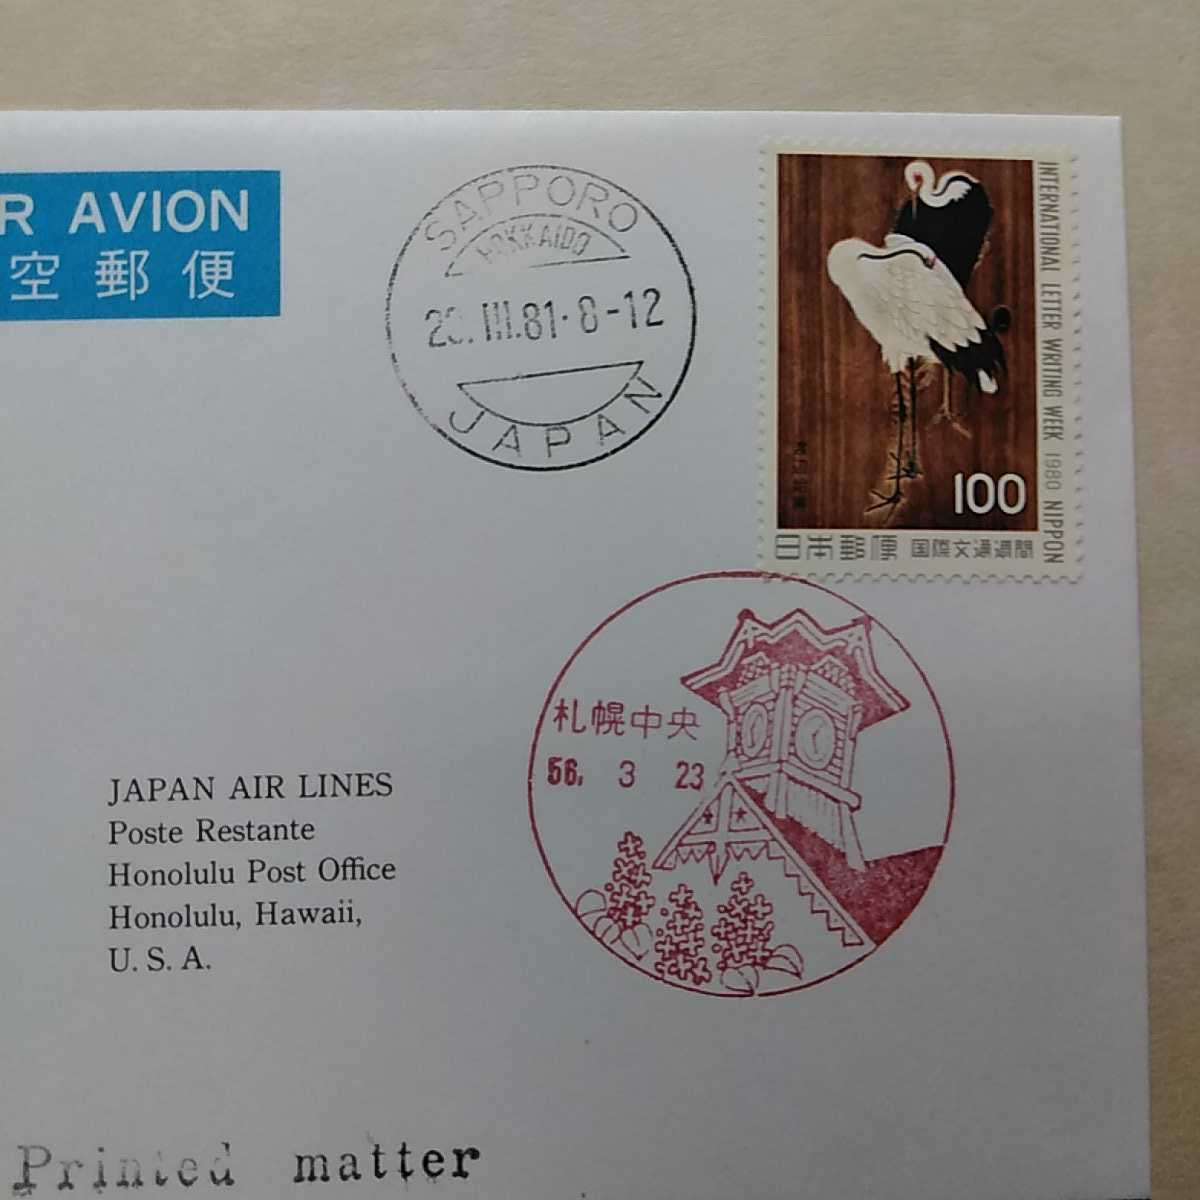 R AVION
空郵便
SAPPORO
HOKKAIDO
.III.81.8-12
JAPAN
INTERNATIONAL LETTER WRITING WEEK 1980 NIPPON
100
日本郵便 国際文通週間
札幌中央
56. 3 23
JAPAN AIR LINES
Poste Restante
Honolulu Post Office
Honolulu, Hawaii,
U. S. A.
Printed matter